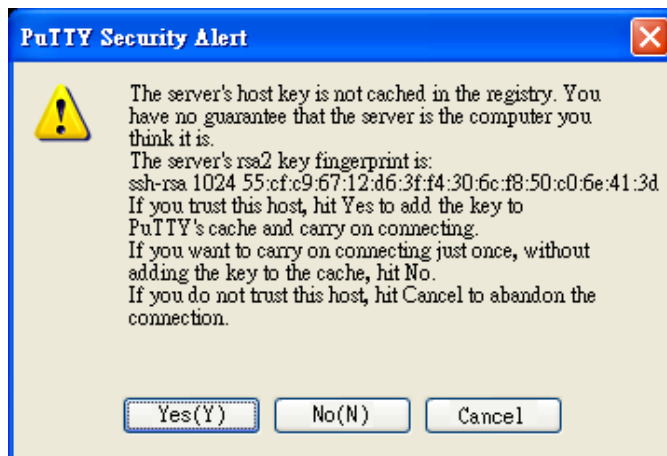 PuTTY Security Alert
The server's host key is not cached in the registry. You
have no guarantee that the server is the computer you
think it is.
The server's rsa2 key fingerprint is:
ssh-rsa 1024 55:cf:c9:67:12:d6:3f:f4:30:6c:f8:50:c0:6e:41:3d
If you trust this host, hit Yes to add the key to
PuTTY's cache and carry on connecting.
If you want to carry on connecting just once, without
adding the key to the cache, hit No.
If you do not trust this host, hit Cancel to abandon the
connection.
Yes(Y) No(N) Cancel